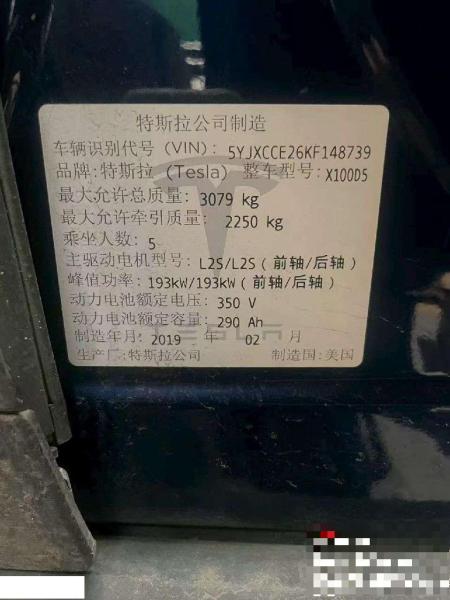 特斯拉公司制造
车辆识别代号（VIN）: 5YJXCCE26KF148739
品牌:特斯拉（Tesla） 整车型号: X100D5
最大允许总质量: 3079 kg
最大允许牵引质量: 2250 kg
乘坐人数: 5
主驱动电机型号: L2S/L2S（前轴/后轴）
峰值功率: 193kW/193kW（前轴/后轴）
动力电池额定电压: 350 V
动力电池额定容量: 290 Ah
TESLA
制造年月: 2019 年 02 月
生产厂: 特斯拉公司 制造国: 美国